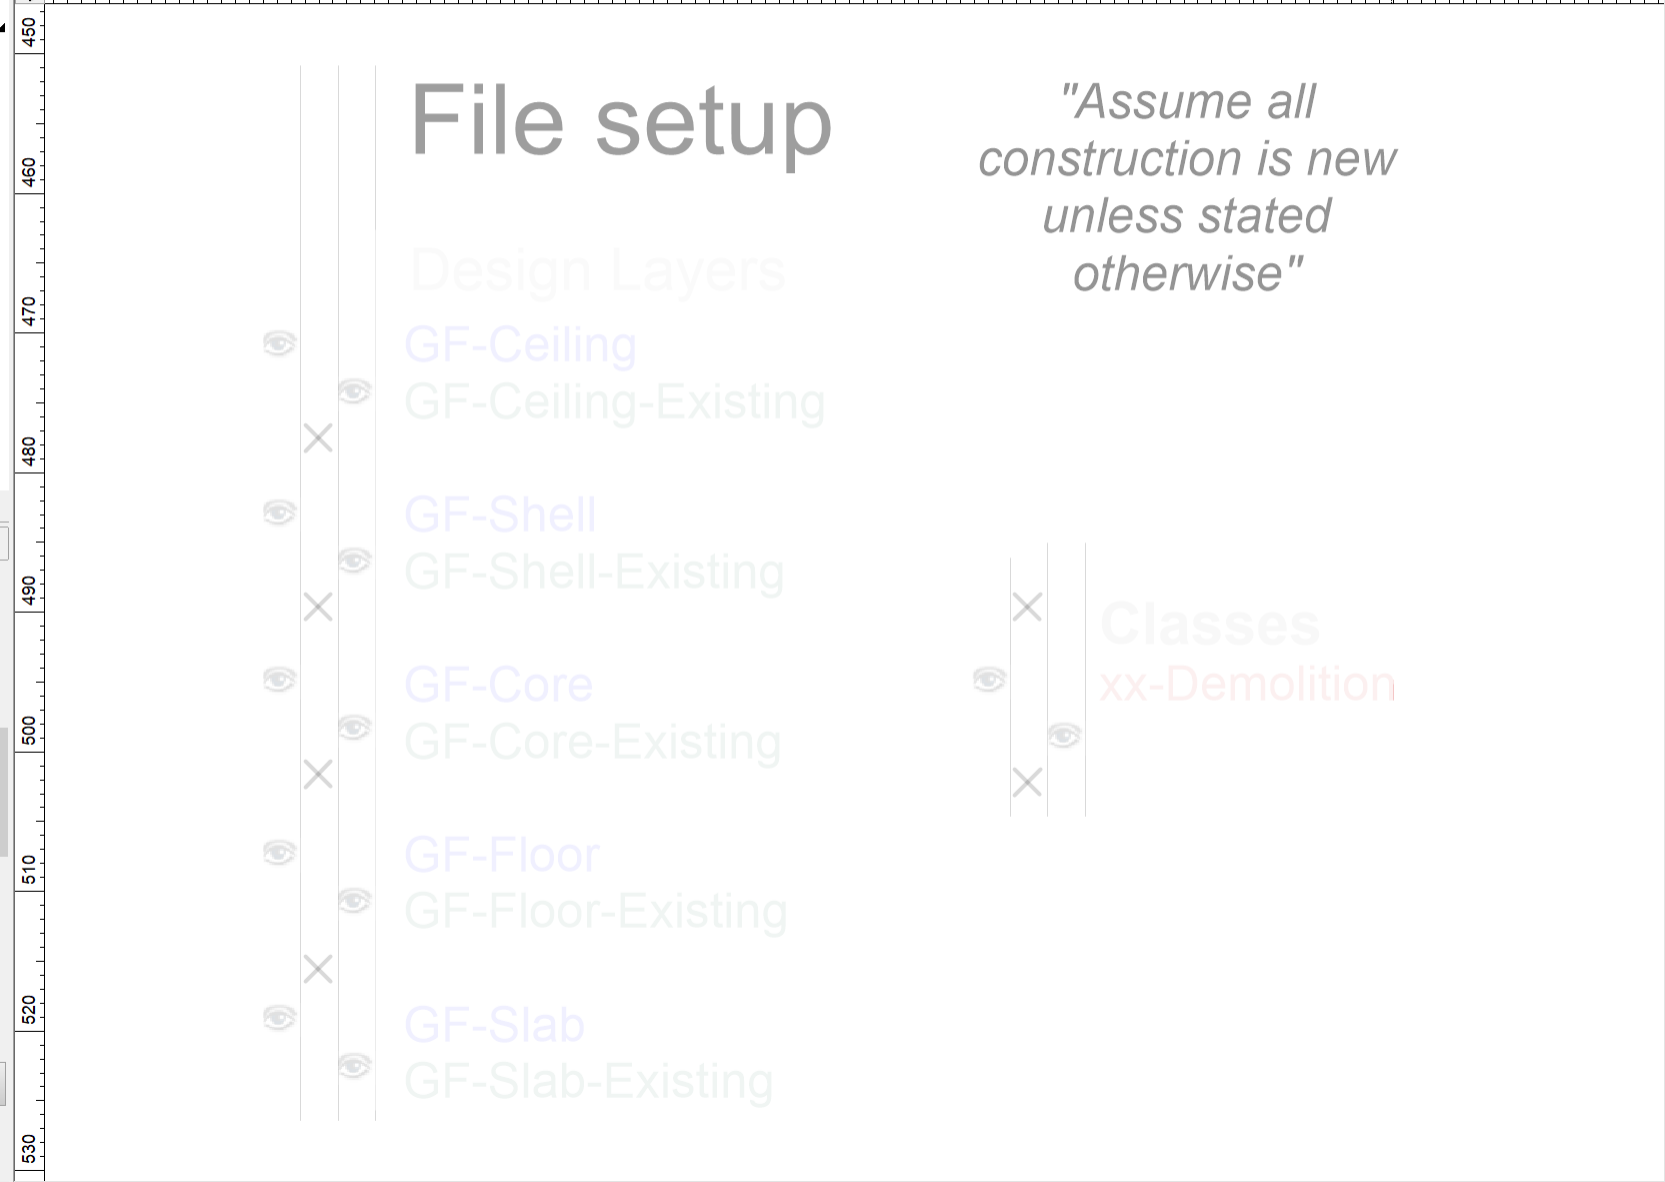 450
460
470
480
490
500
510
520
530
File setup
"Assume all
construction is new
unless stated
otherwise"
Design Layers
GF-Ceiling
GF-Ceiling-Existing
GF-Shell
GF-Shell-Existing
GF-Core
GF-Core-Existing
GF-Floor
GF-Floor-Existing
GF-Slab
GF-Slab-Existing
Classes
xx-Demolition